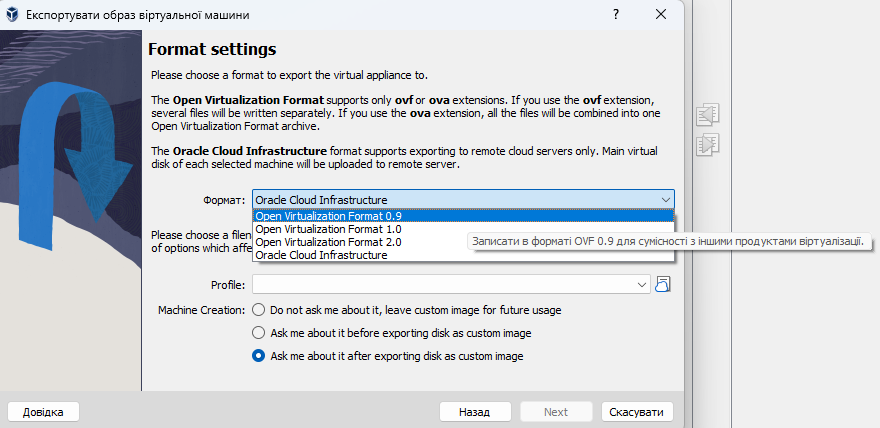 Експортувати образ віртуальної машини
?
Format settings
Please choose a format to export the virtual appliance to.
The Open Virtualization Format supports only ovf or ova extensions. If you use the ovf extension,
several files will be written separately. If you use the ova extension, all the files will be combined into one
Open Virtualization Format archive.
The Oracle Cloud Infrastructure format supports exporting to remote cloud servers only. Main virtual
disk of each selected machine will be uploaded to remote server.
Формат: Oracle Cloud Infrastructure
Open Virtualization Format 0.9
Open Virtualization Format 1.0
Open Virtualization Format 2.0
Oracle Cloud Infrastructure
Please choose a filen
of options which affe
Записати в форматі OVF 0.9 для сумісності з іншими продуктами віртуалізації.
Profile:
Machine Creation: Do not ask me about it, leave custom image for future usage
Ask me about it before exporting disk as custom image
Ask me about it after exporting disk as custom image
Довідка Назад Next Скасувати